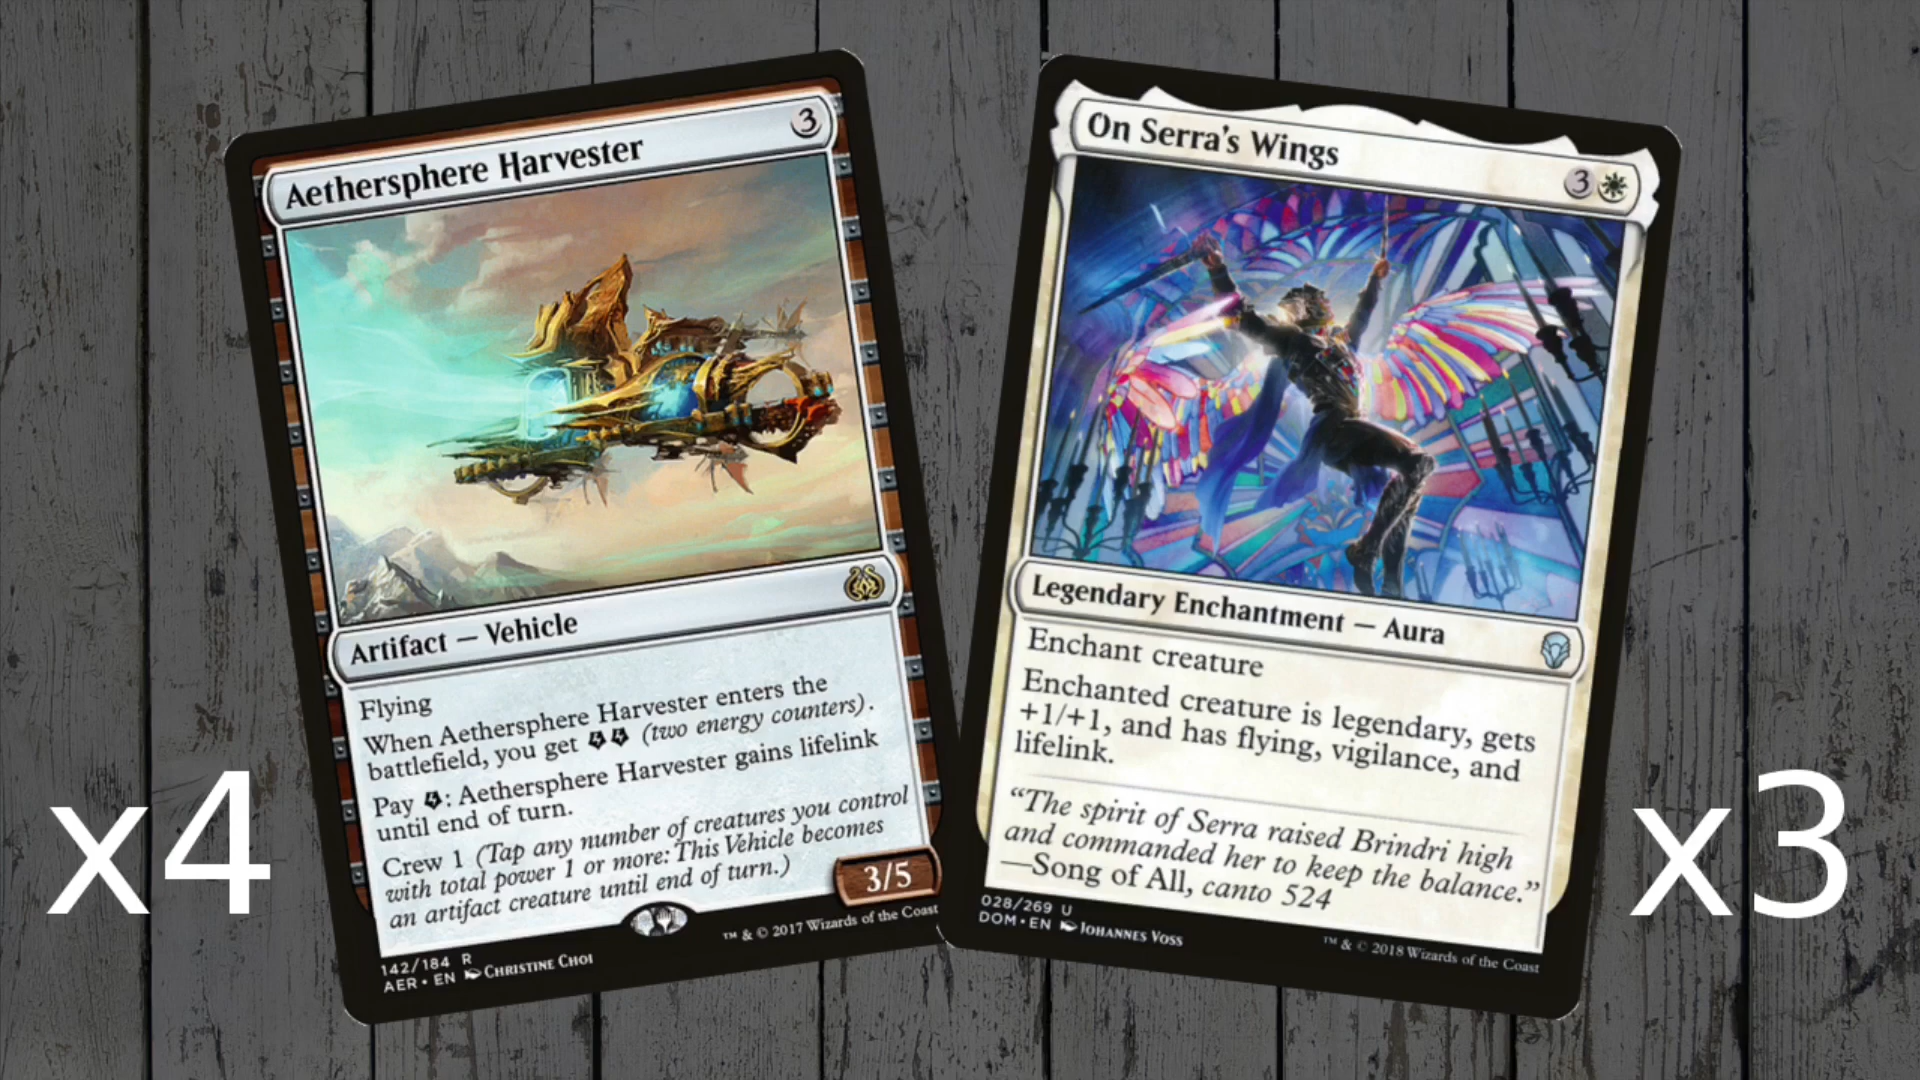 Aethersphere Harvester
3
Artifact — Vehicle
Flying
When Aethersphere Harvester enters the
battlefield, you get (two energy counters).
Pay : Aethersphere Harvester gains lifelink
until end of turn.
Crew 1 (Tap any number of creatures you control
with total power 1 or more: This Vehicle becomes
an artifact creature until end of turn.)
3/5
142/184 R
AER • EN CHRISTINE CHOI
™ & © 2017 Wizards of the Coast
x4
On Serra's Wings
3
Legendary Enchantment — Aura
Enchant creature
Enchanted creature is legendary, gets
+1/+1, and has flying, vigilance, and
lifelink.
“The spirit of Serra raised Brindri high
and commanded her to keep the balance.”
—Song of All, canto 524
028/269 U
DOM • EN JOHANNES VOSS
™ & © 2018 Wizards of the Coast
x3